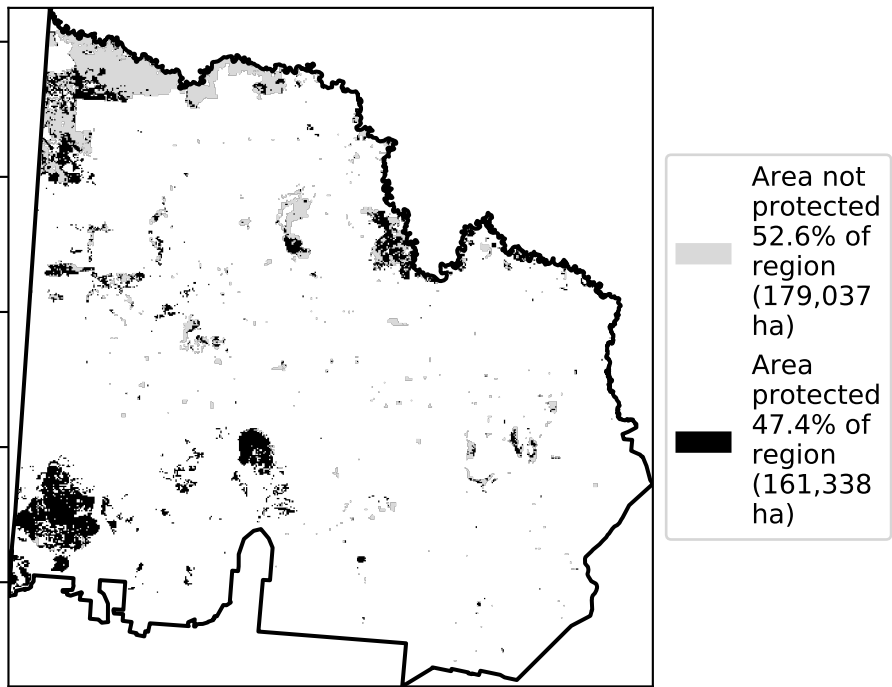 Area not
protected
52.6% of
region
(179,037
ha)
Area
protected
47.4% of
region
(161,338
ha)